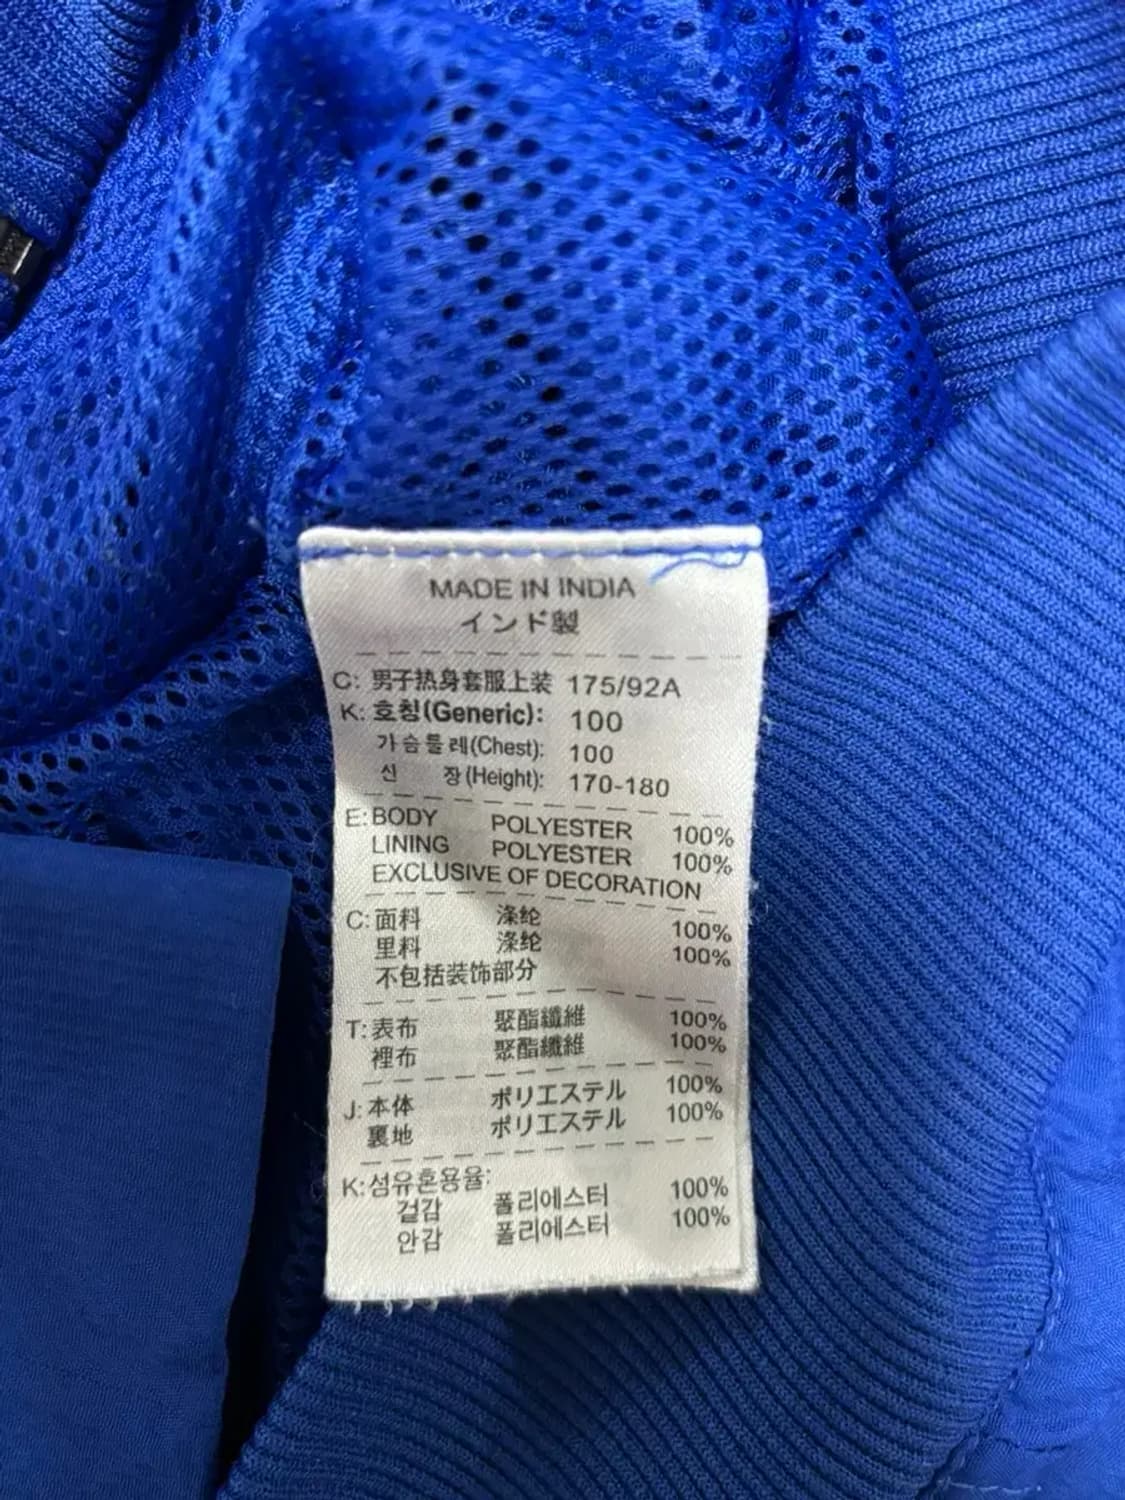 MADE IN INDIA
インド製
C: 男子热身套服上装 175/92A
K: 호칭(Generic): 100
가슴둘레(Chest): 100
신 장(Height): 170-180
E: BODY POLYESTER 100%
LINING POLYESTER 100%
EXCLUSIVE OF DECORATION
C: 面料 涤纶 100%
里料 涤纶 100%
不包括装饰部分
T: 表布 聚酯纖維 100%
裡布 聚酯纖維 100%
J: 本体 ポリエステル 100%
裏地 ポリエステル 100%
K: 섬유혼용율:
겉감 폴리에스터 100%
안감 폴리에스터 100%